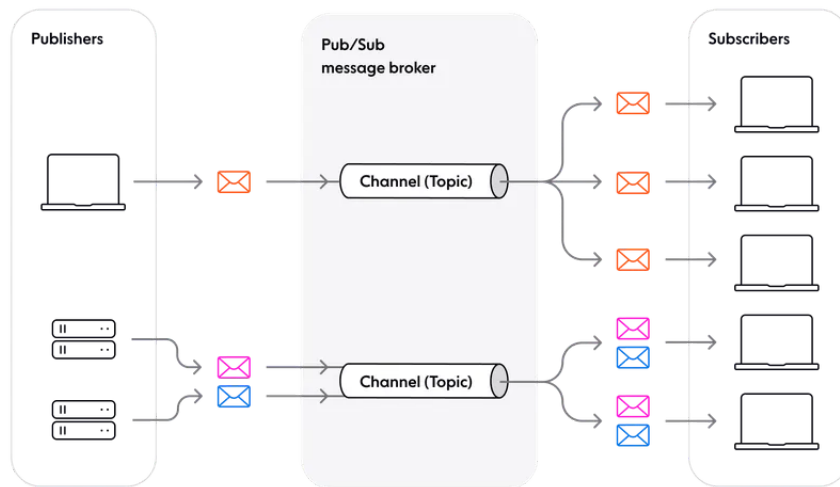 Publishers
Pub/Sub
message broker
Subscribers
Channel (Topic)
Channel (Topic)